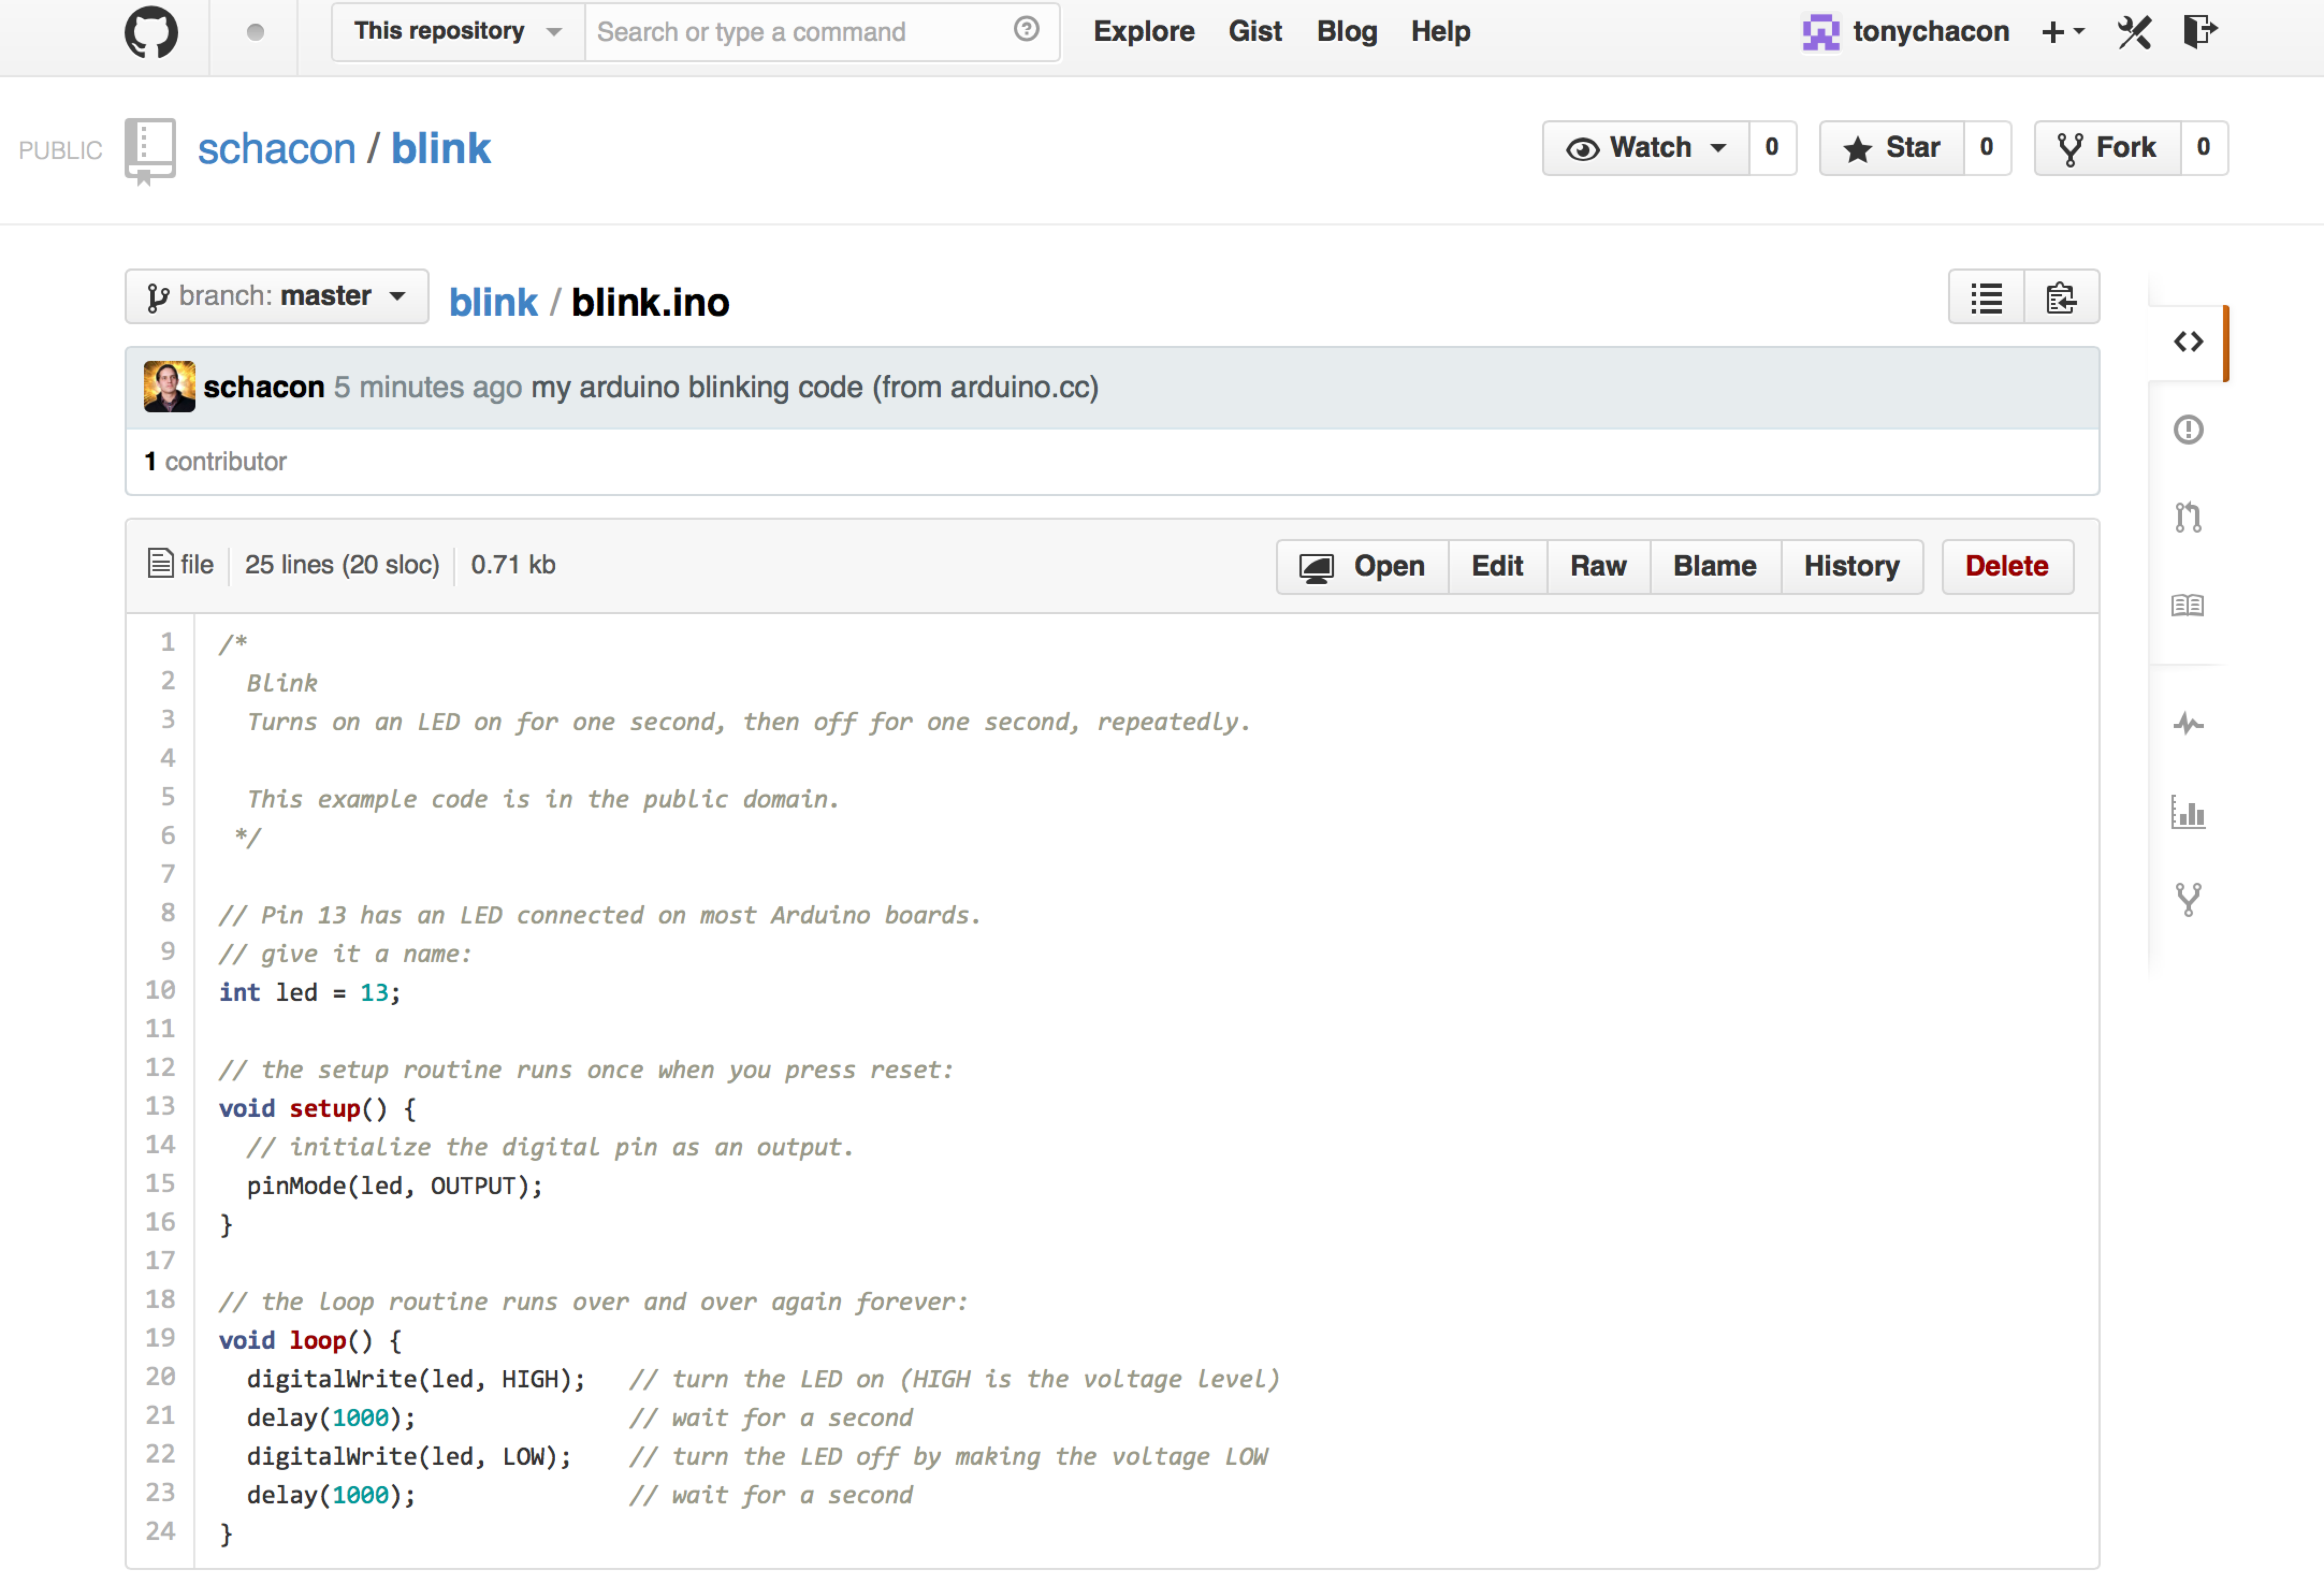 This repository Search or type a command Explore Gist Blog Help tonychacon
PUBLIC schacon / blink Watch 0 Star 0 Fork 0
branch: master blink / blink.ino
schacon 5 minutes ago my arduino blinking code (from arduino.cc)
1 contributor
file 25 lines (20 sloc) 0.71 kb Open Edit Raw Blame History Delete
1 /*
2   Blink
3   Turns on an LED on for one second, then off for one second, repeatedly.
4
5   This example code is in the public domain.
6  */
7
8 // Pin 13 has an LED connected on most Arduino boards.
9 // give it a name:
10 int led = 13;
11
12 // the setup routine runs once when you press reset:
13 void setup() {
14   // initialize the digital pin as an output.
15   pinMode(led, OUTPUT);
16 }
17
18 // the loop routine runs over and over again forever:
19 void loop() {
20   digitalWrite(led, HIGH);   // turn the LED on (HIGH is the voltage level)
21   delay(1000);               // wait for a second
22   digitalWrite(led, LOW);    // turn the LED off by making the voltage LOW
23   delay(1000);               // wait for a second
24 }